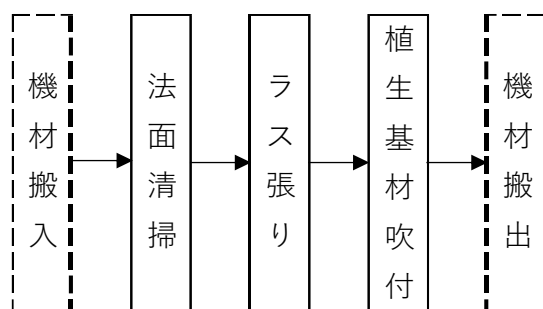 機材搬入
法面清掃
ラス張り
植生基材吹付
機材搬出